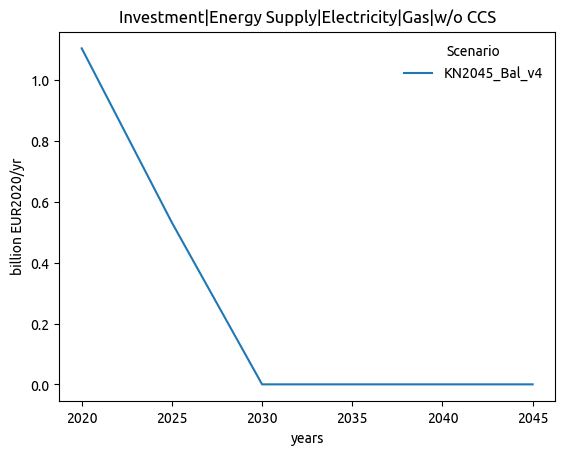 Investment|Energy Supply|Electricity|Gas|w/o CCS
Scenario
KN2045_Bal_v4
billion EUR2020/yr
1.0
0.8
0.6
0.4
0.2
0.0
2020 2025 2030 2035 2040 2045
years